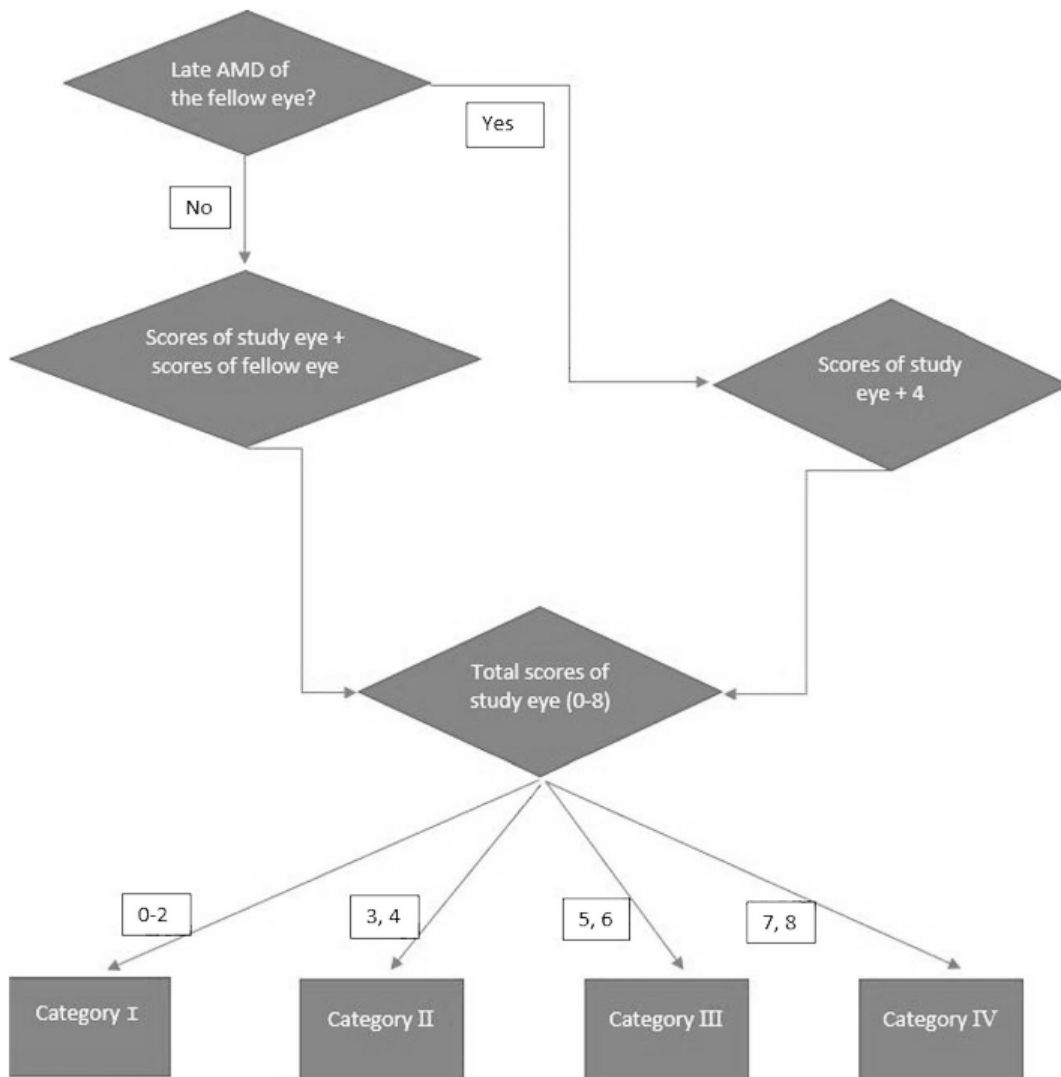 Late AMD of
the fellow eye?
Yes
No
Scores of study eye +
scores of fellow eye
Scores of study
eye + 4
Total scores of
study eye (0-8)
0-2
3, 4
5, 6
7, 8
Category I
Category II
Category III
Category IV